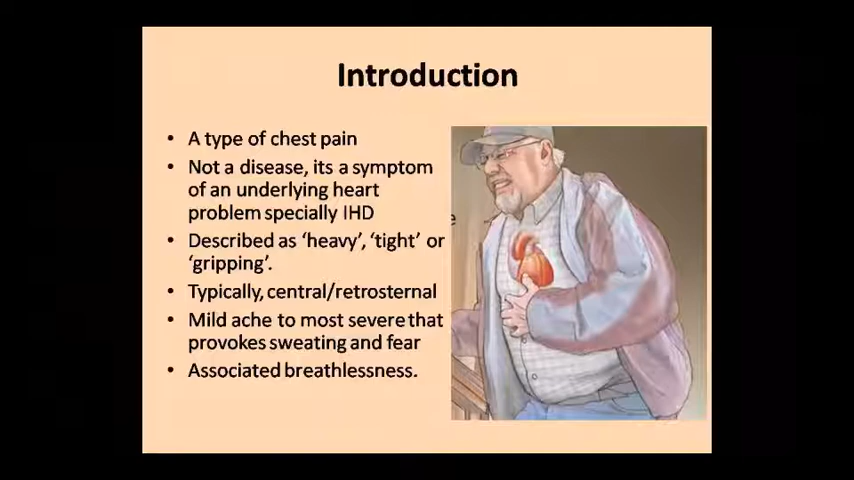 Introduction
• A type of chest pain
• Not a disease, its a symptom
of an underlying heart
problem specially IHD
• Described as ‘heavy’, ‘tight’ or
‘gripping’.
• Typically, central/retrosternal
• Mild ache to most severe that
provokes sweating and fear
• Associated breathlessness.
e